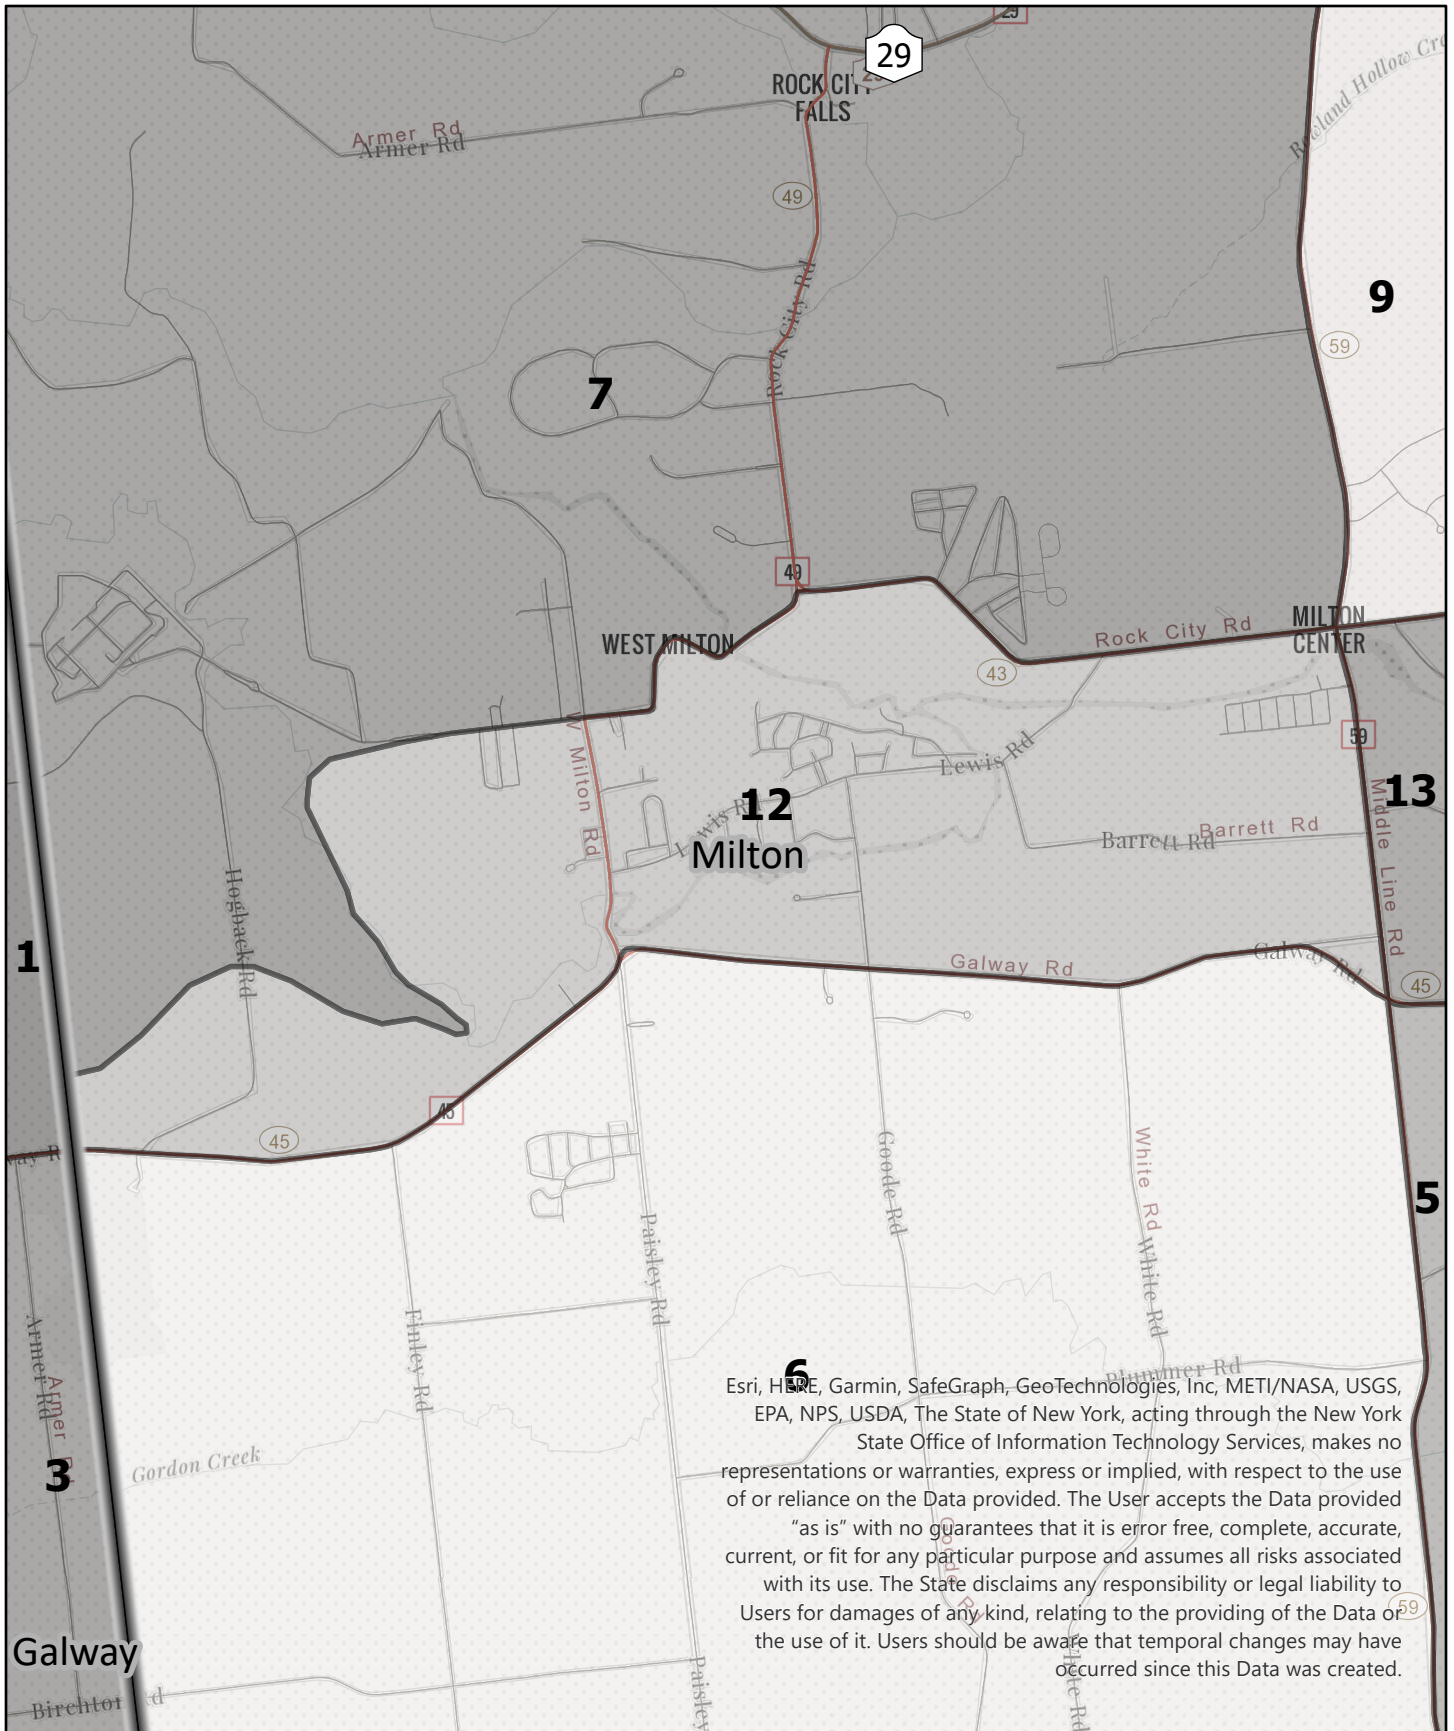 29
29
ROCK CITY
FALLS
Armer Rd
Armer Rd
Rowland Hollow
49
Rock City Rd
9
59
7
49
MILTON
CENTER
Rock City Rd
WEST MILTON
43
59
W Milton Rd
Lewis Rd
13
12
Lewis Rd
Barrett Rd
Barrett Rd
Milton
Middle Line Rd
Hogback Rd
1
Galway Rd
Galway Rd
45
45
45
Goode Rd
White Rd
5
Paisley Rd
White Rd
Finley Rd
Armer Rd
Armer Rd
Plummer Rd
6
Gordon Creek
3
Esri, HERE, Garmin, SafeGraph, GeoTechnologies, Inc, METI/NASA, USGS,
EPA, NPS, USDA, The State of New York, acting through the New York
State Office of Information Technology Services, makes no
representations or warranties, express or implied, with respect to the use
of or reliance on the Data provided. The User accepts the Data provided
“as is” with no guarantees that it is error free, complete, accurate,
current, or fit for any particular purpose and assumes all risks associated
with its use. The State disclaims any responsibility or legal liability to
Users for damages of any kind, relating to the providing of the Data or
the use of it. Users should be aware that temporal changes may have
occurred since this Data was created.
Goode Rd
59
White Rd
Galway
Paisley
Birchton Rd